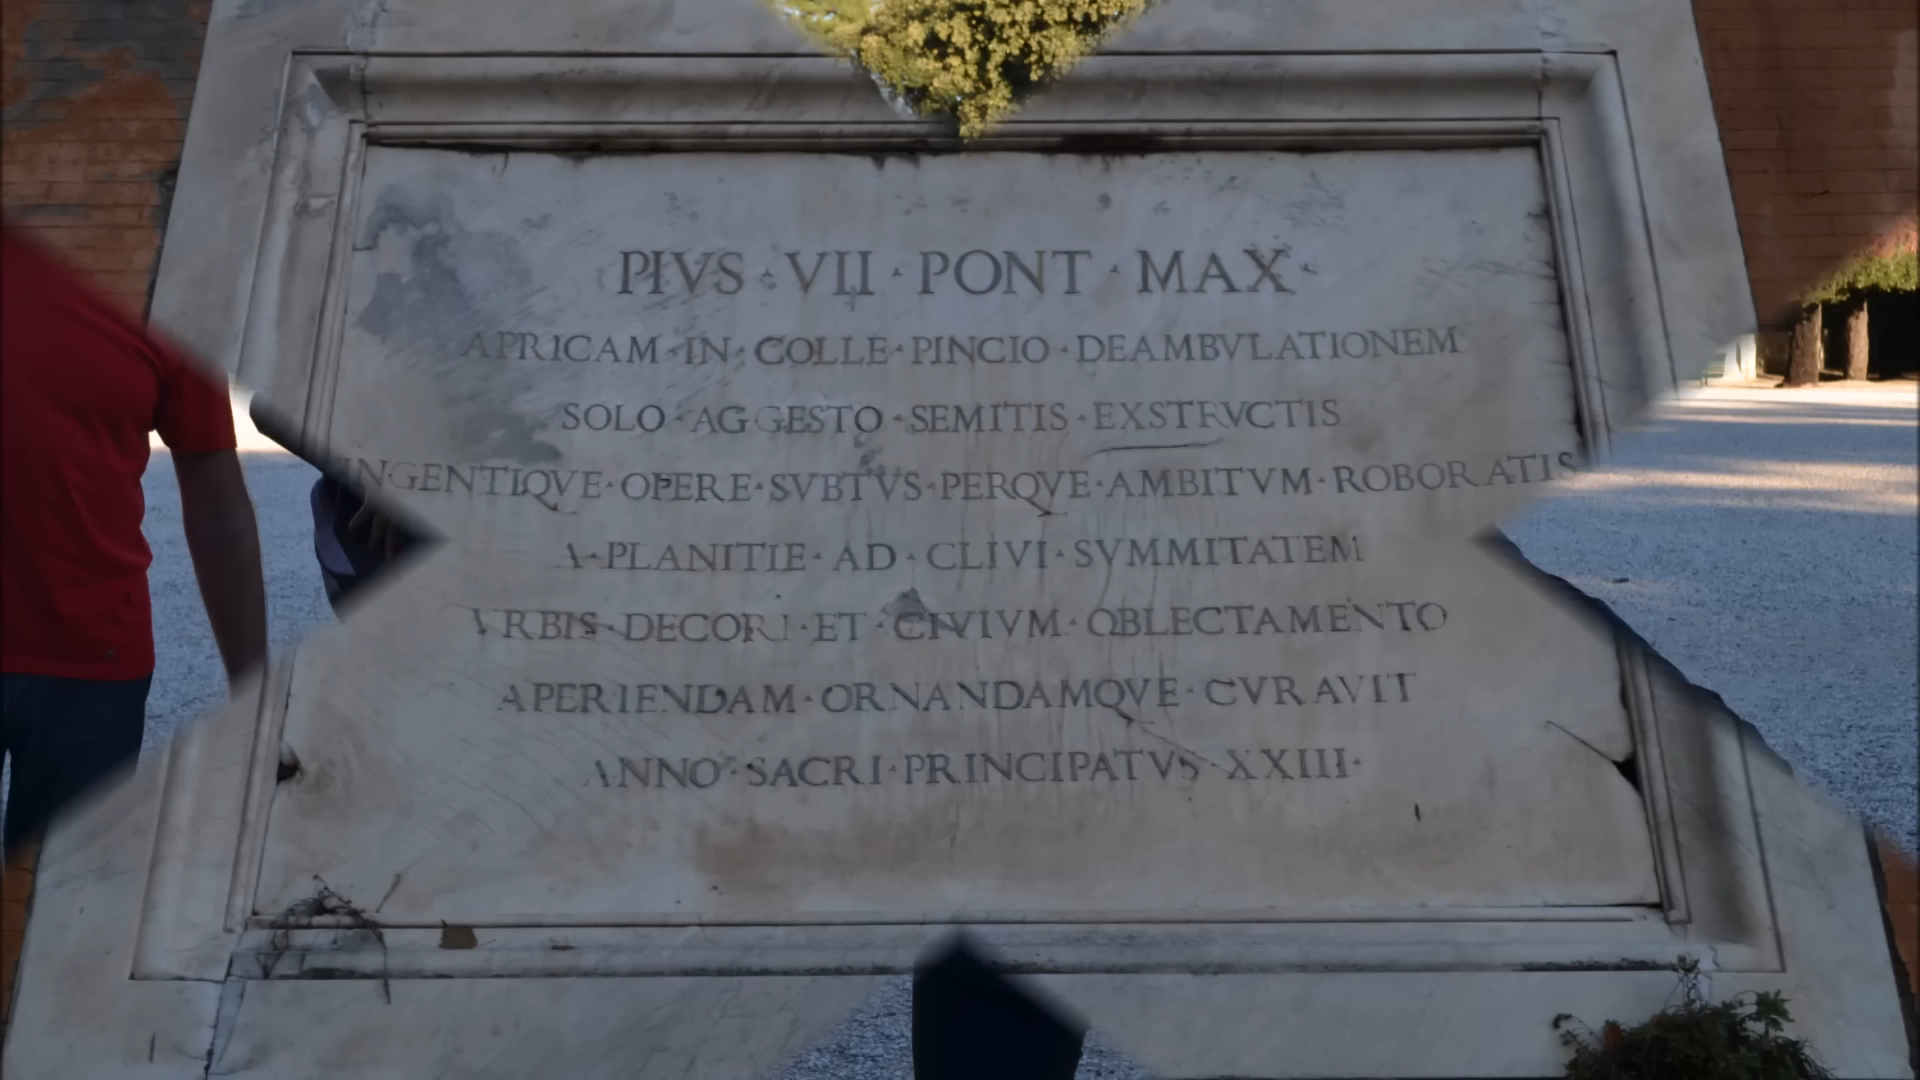 PIVS · VII · PONT · MAX ·
APRICAM · IN · COLLE · PINCIO · DEAMBVLATIONEM
SOLO · AGGESTO · SEMITIS · EXSTRVCTIS
INGENTIQVE · OPERE · SVBTVS · PERQVE · AMBITVM · ROBORATIS
A · PLANITIE · AD · CLIVI · SVMMITATEM
VRBIS · DECORI · ET · CIVIVM · OBLECTAMENTO
APERIENDAM · ORNANDAMQVE · CVRAVIT
ANNO · SACRI · PRINCIPATVS · XXIII ·